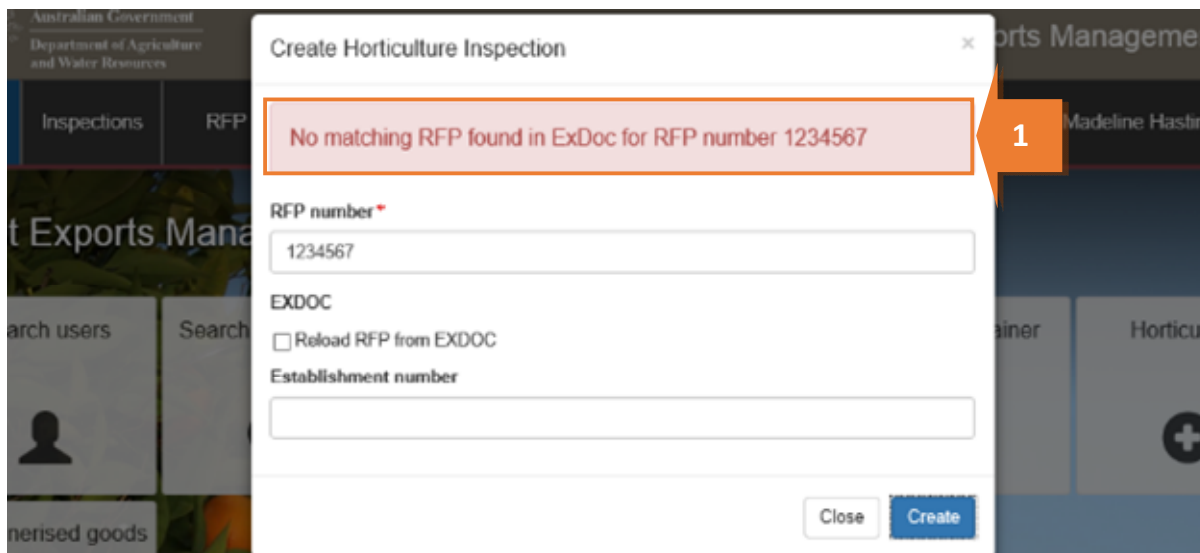 Australian Government
Department of Agriculture
and Water Resources
Create Horticulture Inspection
×
orts Manageme
Inspections
RFP
Madeline Hastin
No matching RFP found in ExDoc for RFP number 1234567
1
t Exports Mana
RFP number*
1234567
EXDOC
Reload RFP from EXDOC
Establishment number
arch users
Search
ainer
Horticu
Close
Create
nerised goods